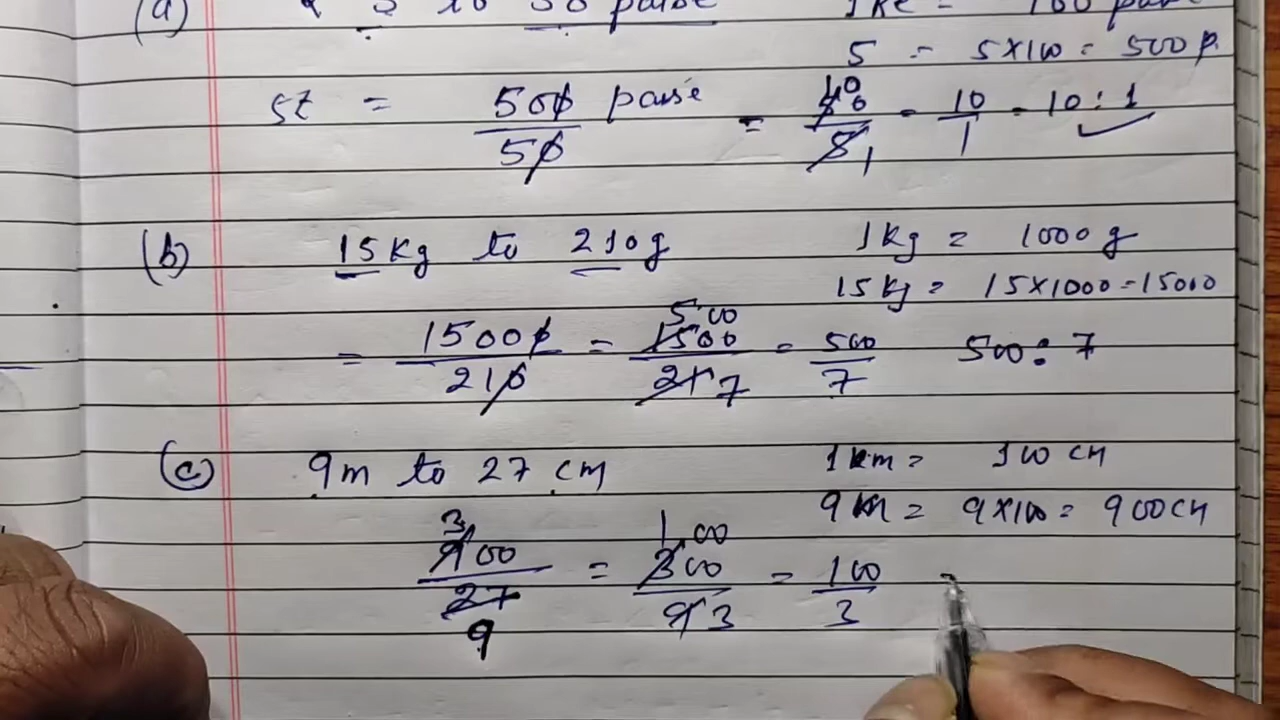 (a) ₹ 5 to 50 paise 1 Re = 100 paise
5 = 5×100 = 500 p.
= 500 paise / 50 = 10 / 1 = 10 : 1
(b) 15 kg to 210 g 1 kg = 1000 g
15 kg = 15×1000 = 15000
= 15000 / 210 = 1500 / 21 = 500 / 7 500 : 7
(c) 9m to 27 cm 1 km = 100 cm
9 km = 9×100 = 900 cm
900 / 27 = 300 / 9 = 100 / 3 =